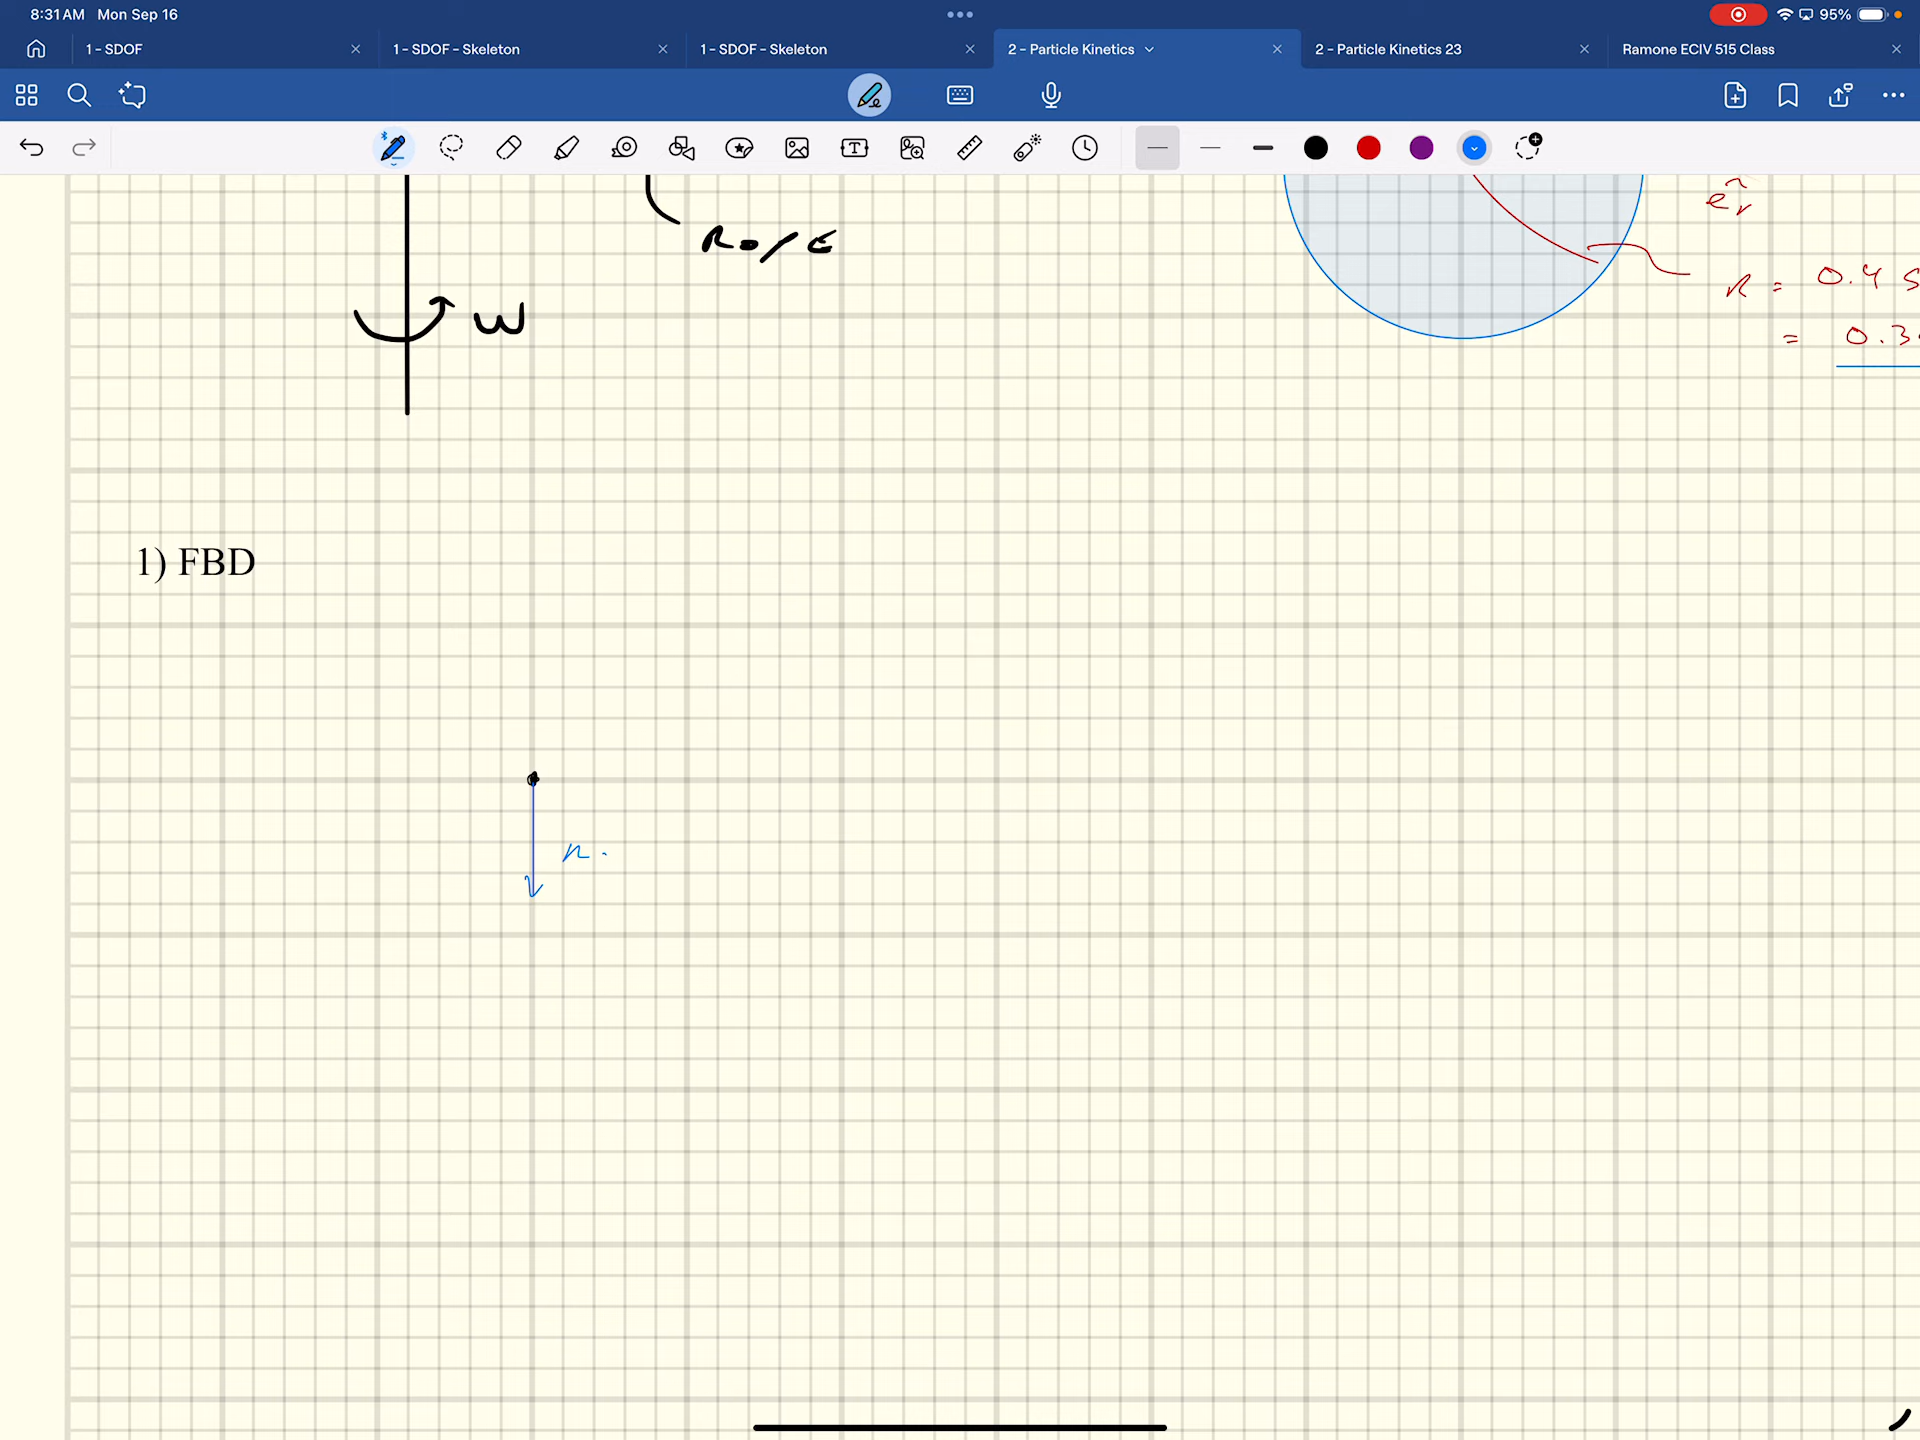 8:31 AM Mon Sep 16
95%
1 - SDOF
1 - SDOF - Skeleton
1 - SDOF - Skeleton
2 - Particle Kinetics
2 - Particle Kinetics 23
Ramone ECIV 515 Class
ROPE
ω
e_r
R = 0.4 S
= 0.3
1) FBD